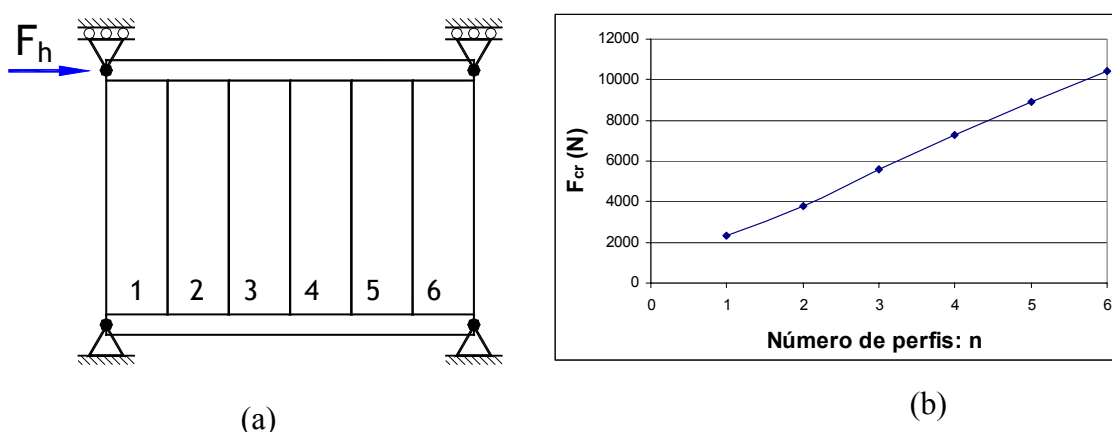 F_h
1 2 3 4 5 6
(a)
12000
10000
8000
6000
4000
2000
0
F_cr (N)
0 1 2 3 4 5 6
Número de perfis: n
(b)